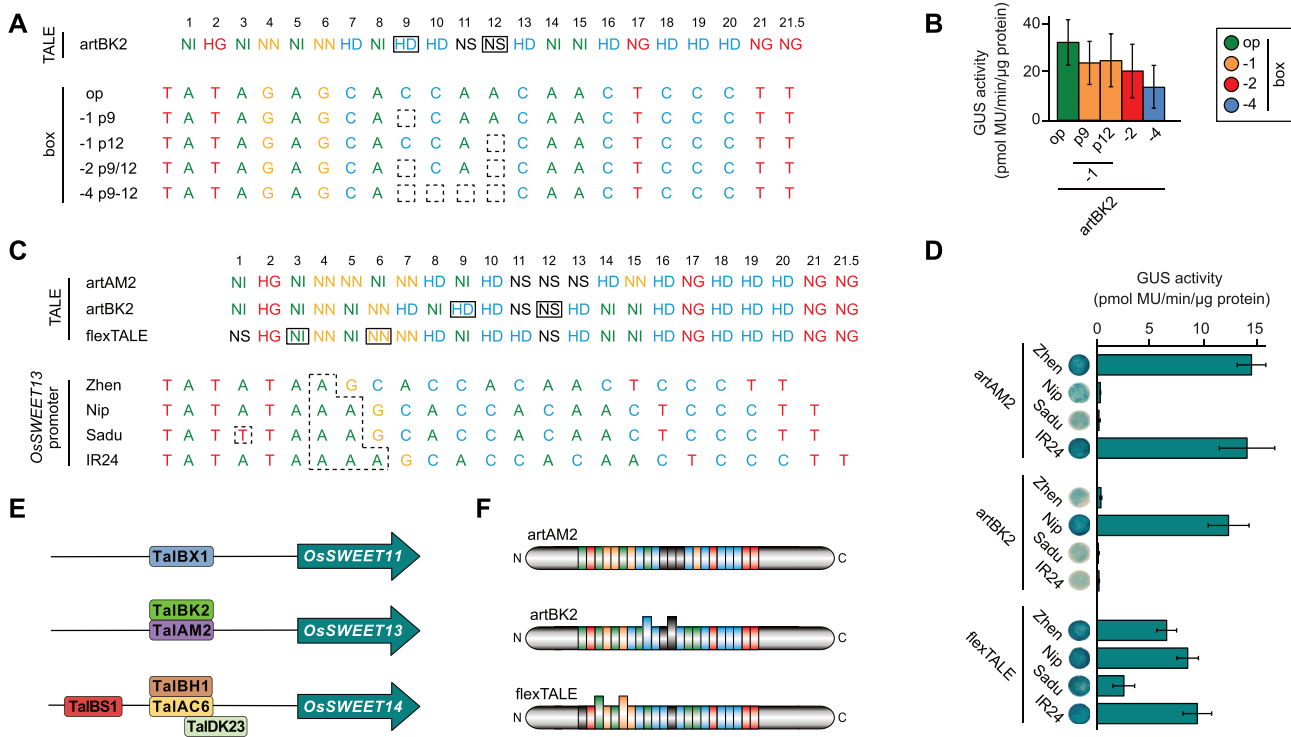 A
TALE
1 2 3 4 5 6 7 8 9 10 11 12 13 14 15 16 17 18 19 20 21 21.5
artBK2 NI HG NI NN NI NN HD NI HD HD NS NS HD NI NI HD NG HD HD HD NG NG
box
op T A T A G A G C A C C A A C A A C T C C C T T
-1 p9 T A T A G A G C A C A A C A A C T C C C T T
-1 p12 T A T A G A G C A C C A C A A C T C C C T T
-2 p9/12 T A T A G A G C A C A C A A C T C C C T T
-4 p9-12 T A T A G A G C A C A A C T C C C T T
B
GUS activity
(pmol MU/min/µg protein)
40
20
0
op p9 p12 -2 -4
-1
artBK2
op
-1
-2
-4
box
C
TALE
1 2 3 4 5 6 7 8 9 10 11 12 13 14 15 16 17 18 19 20 21 21.5
artAM2 NI HG NI NN NN NI NN HD NI HD NS NS NS HD NN HD NG HD HD HD NG NG
artBK2 NI HG NI NN NI NN HD NI HD HD NS NS HD NI NI HD NG HD HD HD NG NG
flexTALE NS HG NI NN NI NN NN HD NI HD HD NS HD NI NI HD NG HD HD HD NG NG
OsSWEET13
promoter
Zhen T A T A T A A G C A C C A C A A C T C C C T T
Nip T A T A A A A G C A C C A C A A C T C C C T T
Sadu T A T T A A A G C A C C A C A A C T C C C T T
IR24 T A T A T A A A A G C A C C A C A A C T C C C T T
D
GUS activity
(pmol MU/min/µg protein)
0 5 10 15
artAM2
Zhen
Nip
Sadu
IR24
artBK2
Zhen
Nip
Sadu
IR24
flexTALE
Zhen
Nip
Sadu
IR24
E
TalBX1 OsSWEET11
TalBK2
TalAM2 OsSWEET13
TalBS1 TalBH1
TalAC6 OsSWEET14
TalDK23
F
artAM2
N C
artBK2
N C
flexTALE
N C